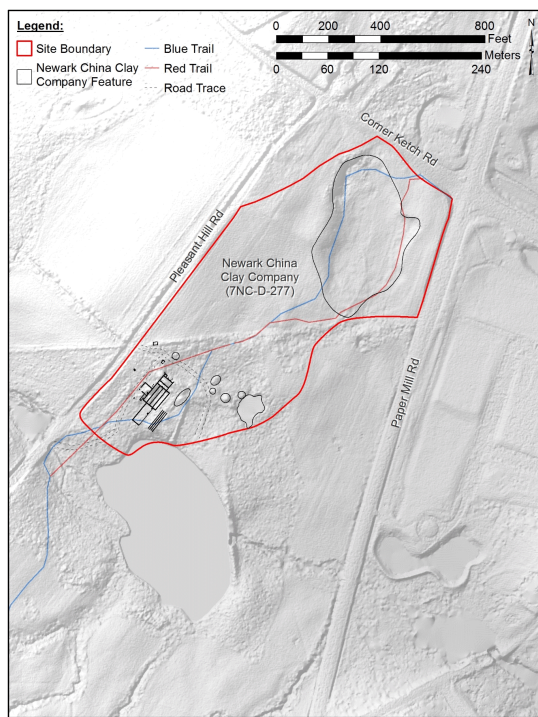 Legend:
Site Boundary
Newark China Clay
Company Feature
Blue Trail
Red Trail
Road Trace
0 200 400 800
Feet
Meters
0 60 120 240
N
Corner Ketch Rd
Pleasant Hill Rd
Newark China
Clay Company
(7NC-D-277)
Paper Mill Rd